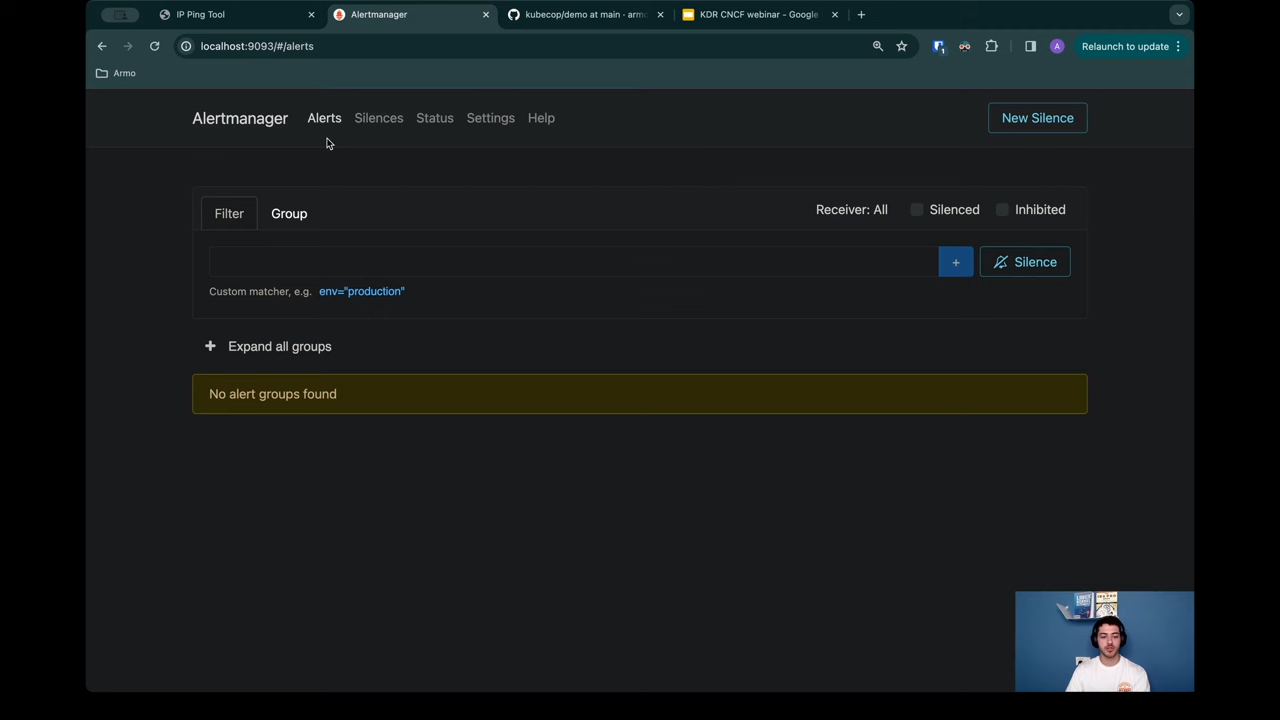 IP Ping Tool
Alertmanager
kubecop/demo at main · armo
KDR CNCF webinar - Google
localhost:9093/#/alerts
1
A
Relaunch to update
Armo
Alertmanager
Alerts
Silences
Status
Settings
Help
New Silence
Filter
Group
Receiver: All
Silenced
Inhibited
+
Silence
Custom matcher, e.g. env="production"
+ Expand all groups
No alert groups found